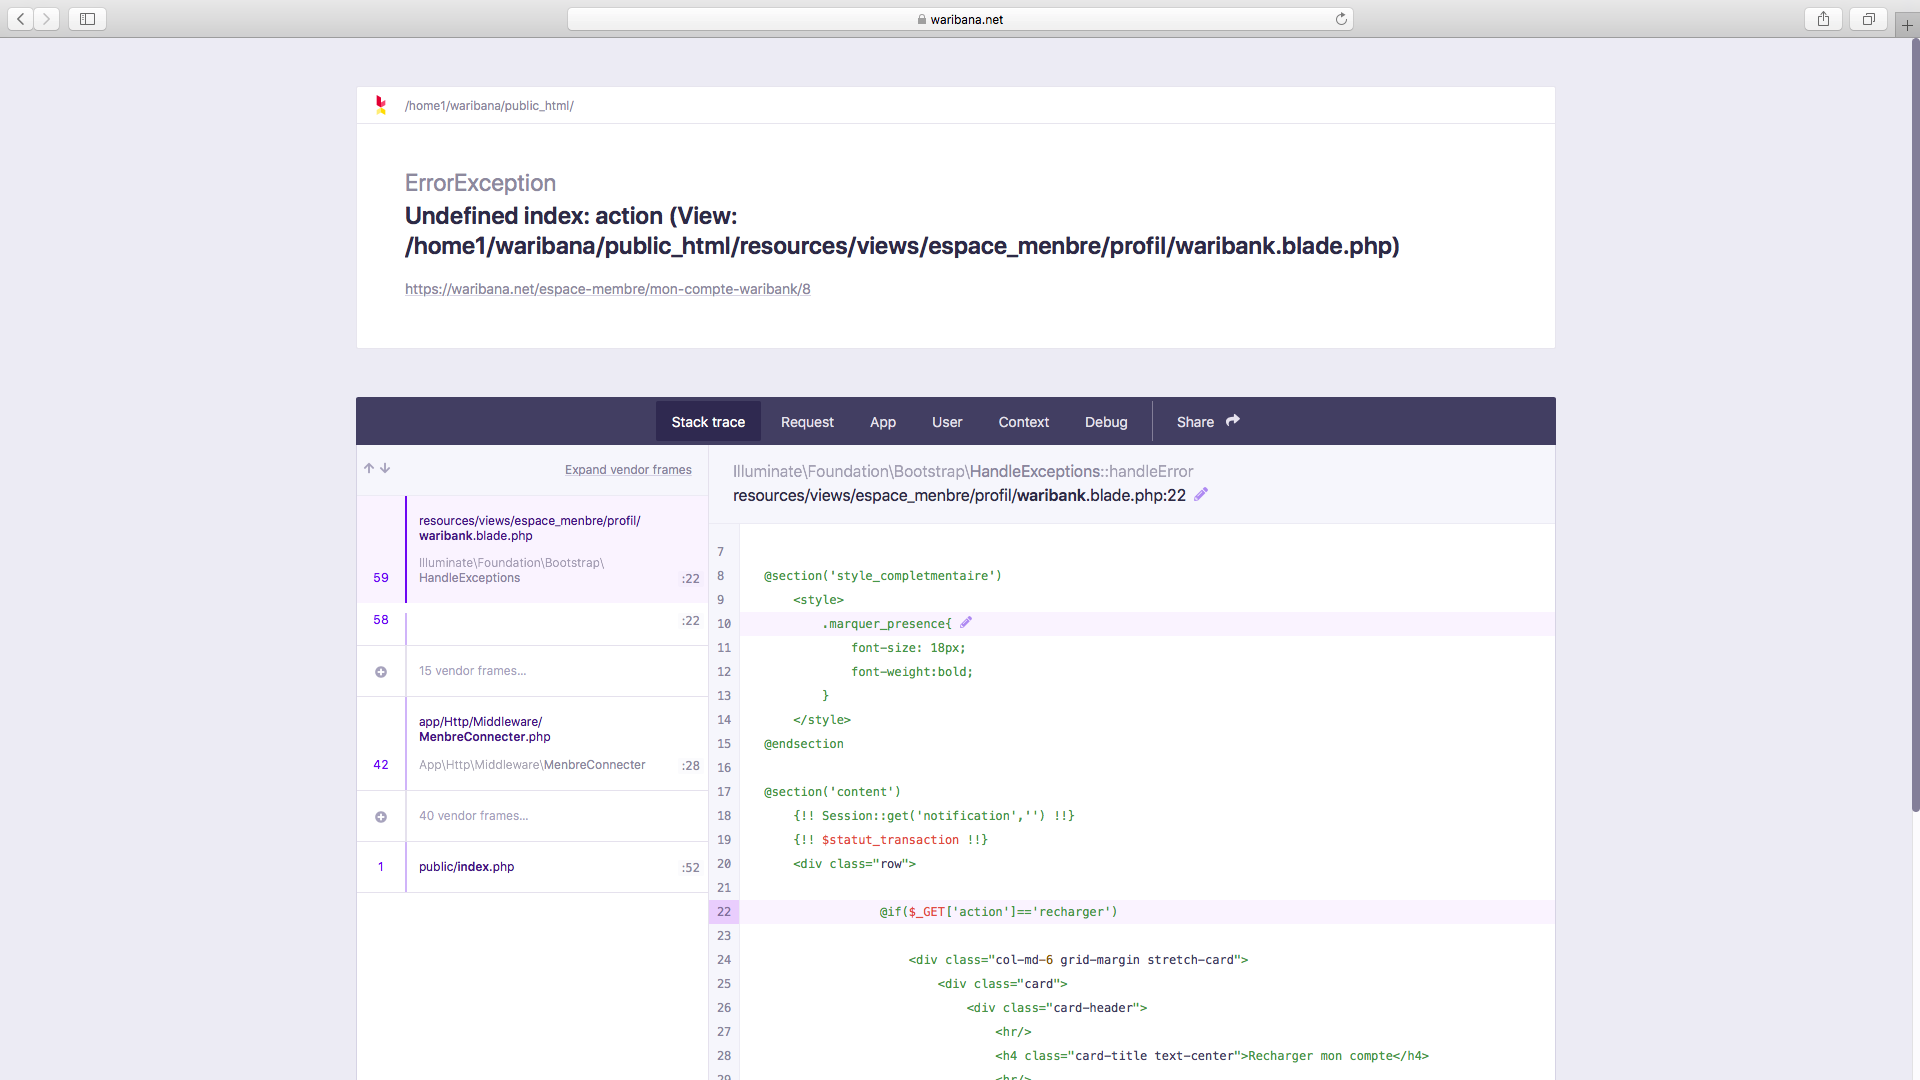 waribana.net
/home1/waribana/public_html/
ErrorException
Undefined index: action (View:
/home1/waribana/public_html/resources/views/espace_menbre/profil/waribank.blade.php)
https://waribana.net/espace-membre/mon-compte-waribank/8
Stack trace Request App User Context Debug Share
Expand vendor frames
resources/views/espace_menbre/profil/
waribank.blade.php
Illuminate\Foundation\Bootstrap\
59 HandleExceptions :22
58 :22
15 vendor frames...
app/Http/Middleware/
MenbreConnecter.php
42 App\Http\Middleware\MenbreConnecter :28
40 vendor frames...
1 public/index.php :52
Illuminate\Foundation\Bootstrap\HandleExceptions::handleError
resources/views/espace_menbre/profil/waribank.blade.php:22
7
8 @section('style_completmentaire')
9 <style>
10 .marquer_presence{
11 font-size: 18px;
12 font-weight:bold;
13 }
14 </style>
15 @endsection
16
17 @section('content')
18 {!! Session::get('notification','') !!}
19 {!! $statut_transaction !!}
20 <div class="row">
21
22 @if($_GET['action']=='recharger')
23
24 <div class="col-md-6 grid-margin stretch-card">
25 <div class="card">
26 <div class="card-header">
27 <hr/>
28 <h4 class="card-title text-center">Recharger mon compte</h4>
29 <hr/>